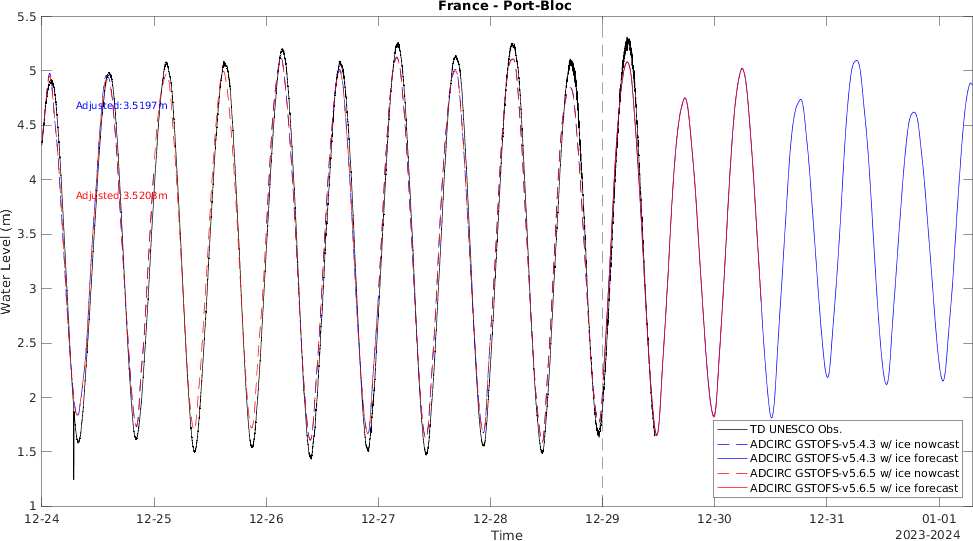 France - Port-Bloc
5.5
5
4.5
4
3.5
3
2.5
2
1.5
1
Water Level (m)
Adjusted:3.5197m
Adjusted:3.5208m
TD UNESCO Obs.
ADCIRC GSTOFS-v5.4.3 w/ ice nowcast
ADCIRC GSTOFS-v5.4.3 w/ ice forecast
ADCIRC GSTOFS-v5.6.5 w/ ice nowcast
ADCIRC GSTOFS-v5.6.5 w/ ice forecast
12-24 12-25 12-26 12-27 12-28 12-29 12-30 12-31 01-01
Time
2023-2024